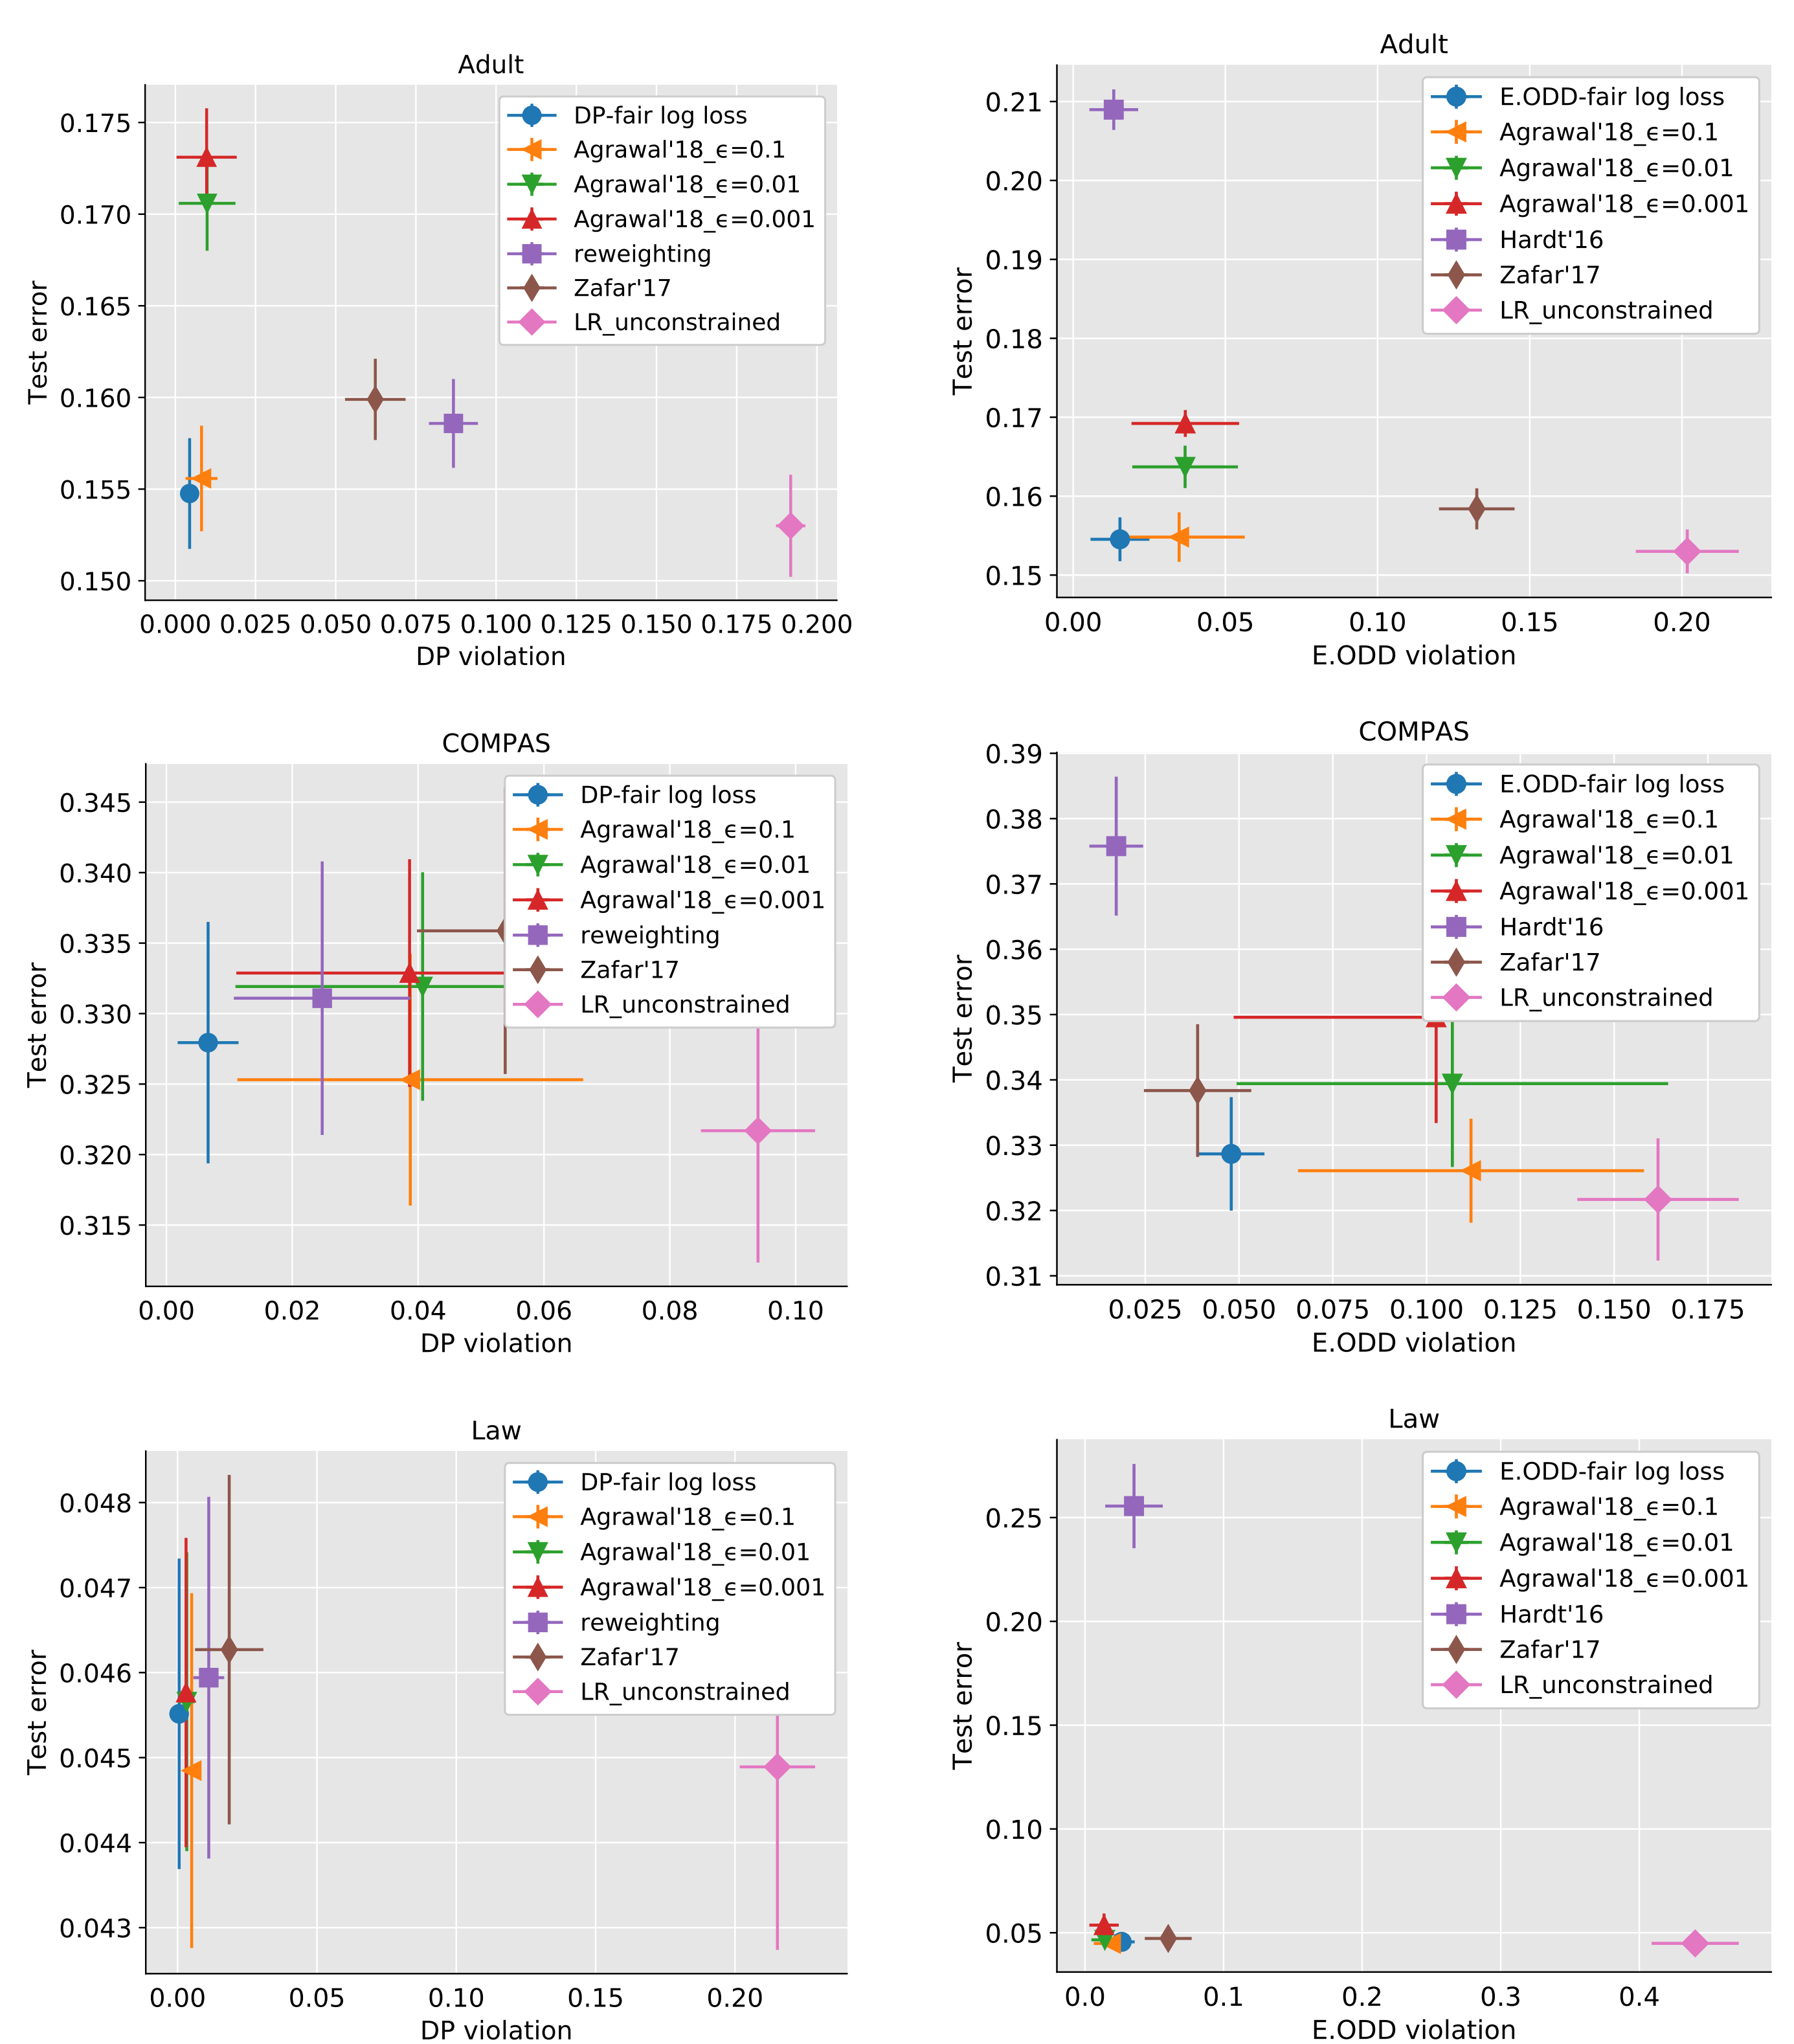 Adult
Test error
0.175
0.170
0.165
0.160
0.155
0.150
DP-fair log loss
Agrawal'18_ϵ=0.1
Agrawal'18_ϵ=0.01
Agrawal'18_ϵ=0.001
reweighting
Zafar'17
LR_unconstrained
0.000 0.025 0.050 0.075 0.100 0.125 0.150 0.175 0.200
DP violation
Adult
Test error
0.21
0.20
0.19
0.18
0.17
0.16
0.15
E.ODD-fair log loss
Agrawal'18_ϵ=0.1
Agrawal'18_ϵ=0.01
Agrawal'18_ϵ=0.001
Hardt'16
Zafar'17
LR_unconstrained
0.00 0.05 0.10 0.15 0.20
E.ODD violation
COMPAS
Test error
0.345
0.340
0.335
0.330
0.325
0.320
0.315
DP-fair log loss
Agrawal'18_ϵ=0.1
Agrawal'18_ϵ=0.01
Agrawal'18_ϵ=0.001
reweighting
Zafar'17
LR_unconstrained
0.00 0.02 0.04 0.06 0.08 0.10
DP violation
COMPAS
Test error
0.39
0.38
0.37
0.36
0.35
0.34
0.33
0.32
0.31
E.ODD-fair log loss
Agrawal'18_ϵ=0.1
Agrawal'18_ϵ=0.01
Agrawal'18_ϵ=0.001
Hardt'16
Zafar'17
LR_unconstrained
0.025 0.050 0.075 0.100 0.125 0.150 0.175
E.ODD violation
Law
Test error
0.048
0.047
0.046
0.045
0.044
0.043
DP-fair log loss
Agrawal'18_ϵ=0.1
Agrawal'18_ϵ=0.01
Agrawal'18_ϵ=0.001
reweighting
Zafar'17
LR_unconstrained
0.00 0.05 0.10 0.15 0.20
DP violation
Law
Test error
0.25
0.20
0.15
0.10
0.05
E.ODD-fair log loss
Agrawal'18_ϵ=0.1
Agrawal'18_ϵ=0.01
Agrawal'18_ϵ=0.001
Hardt'16
Zafar'17
LR_unconstrained
0.0 0.1 0.2 0.3 0.4
E.ODD violation